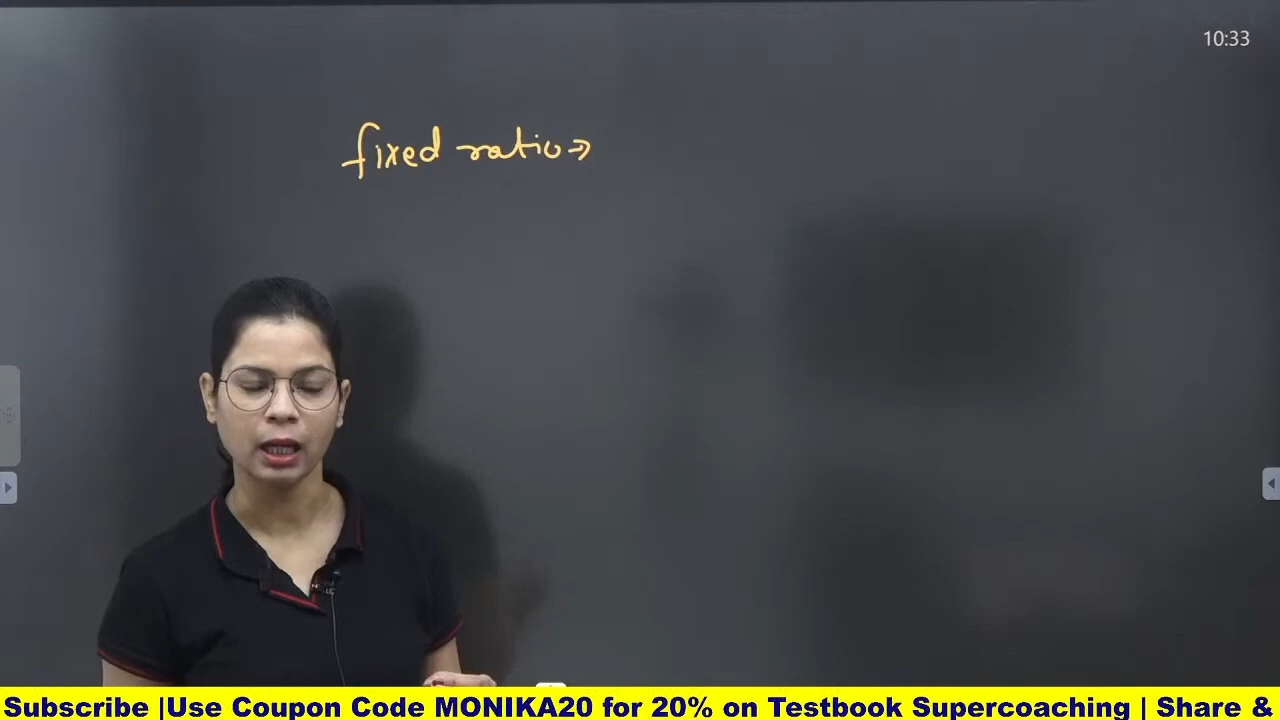 10:33
fixed ratio →
Subscribe |Use Coupon Code MONIKA20 for 20% on Testbook Supercoaching | Share &